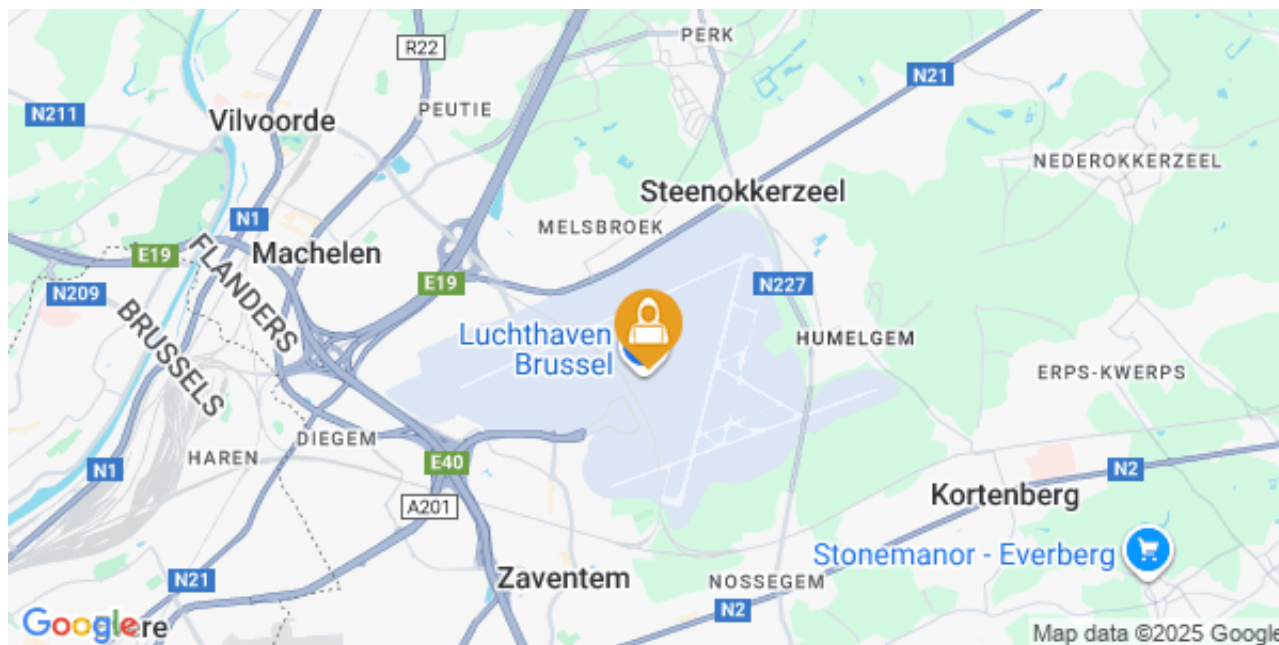 PERK
R22
N21
PEUTIE
N211
Vilvoorde
NEDEROKKERZEEL
Steenokkerzeel
N1
MELSBROEK
E19
Machelen
FLANDERS
E19
N227
N209
BRUSSELS
Luchthaven
Brussel
HUMELGEM
ERPS-KWERPS
DIEGEM
HAREN
E40
N1
N2
Kortenberg
A201
Stonemanor - Everberg
Zaventem
NOSSEGEM
N21
N2
Google
ere
Map data ©2025 Google